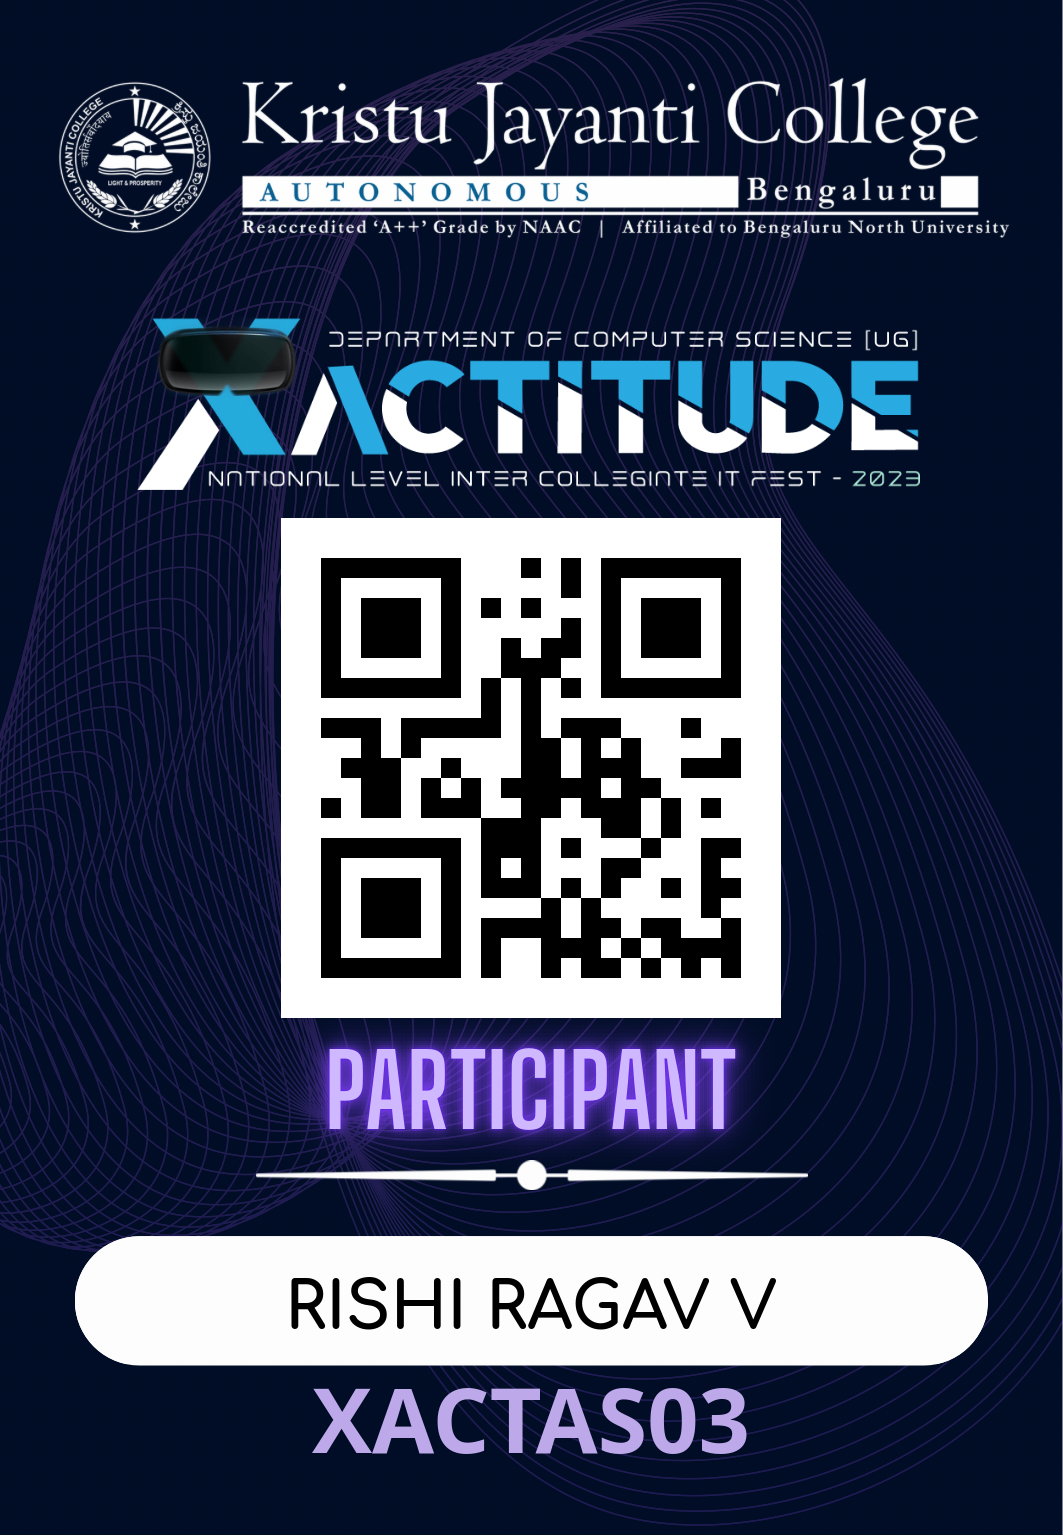 Kristu Jayanti College
AUTONOMOUS Bengaluru
Reaccredited ‘A++’ Grade by NAAC | Affiliated to Bengaluru North University
KRISTU JAYANTI COLLEGE
LIGHT & PROSPERITY
DEPARTMENT OF COMPUTER SCIENCE [UG]
XACTITUDE
NATIONAL LEVEL INTER COLLEGIATE IT FEST - 2023
PARTICIPANT
RISHI RAGAV V
XACTAS03